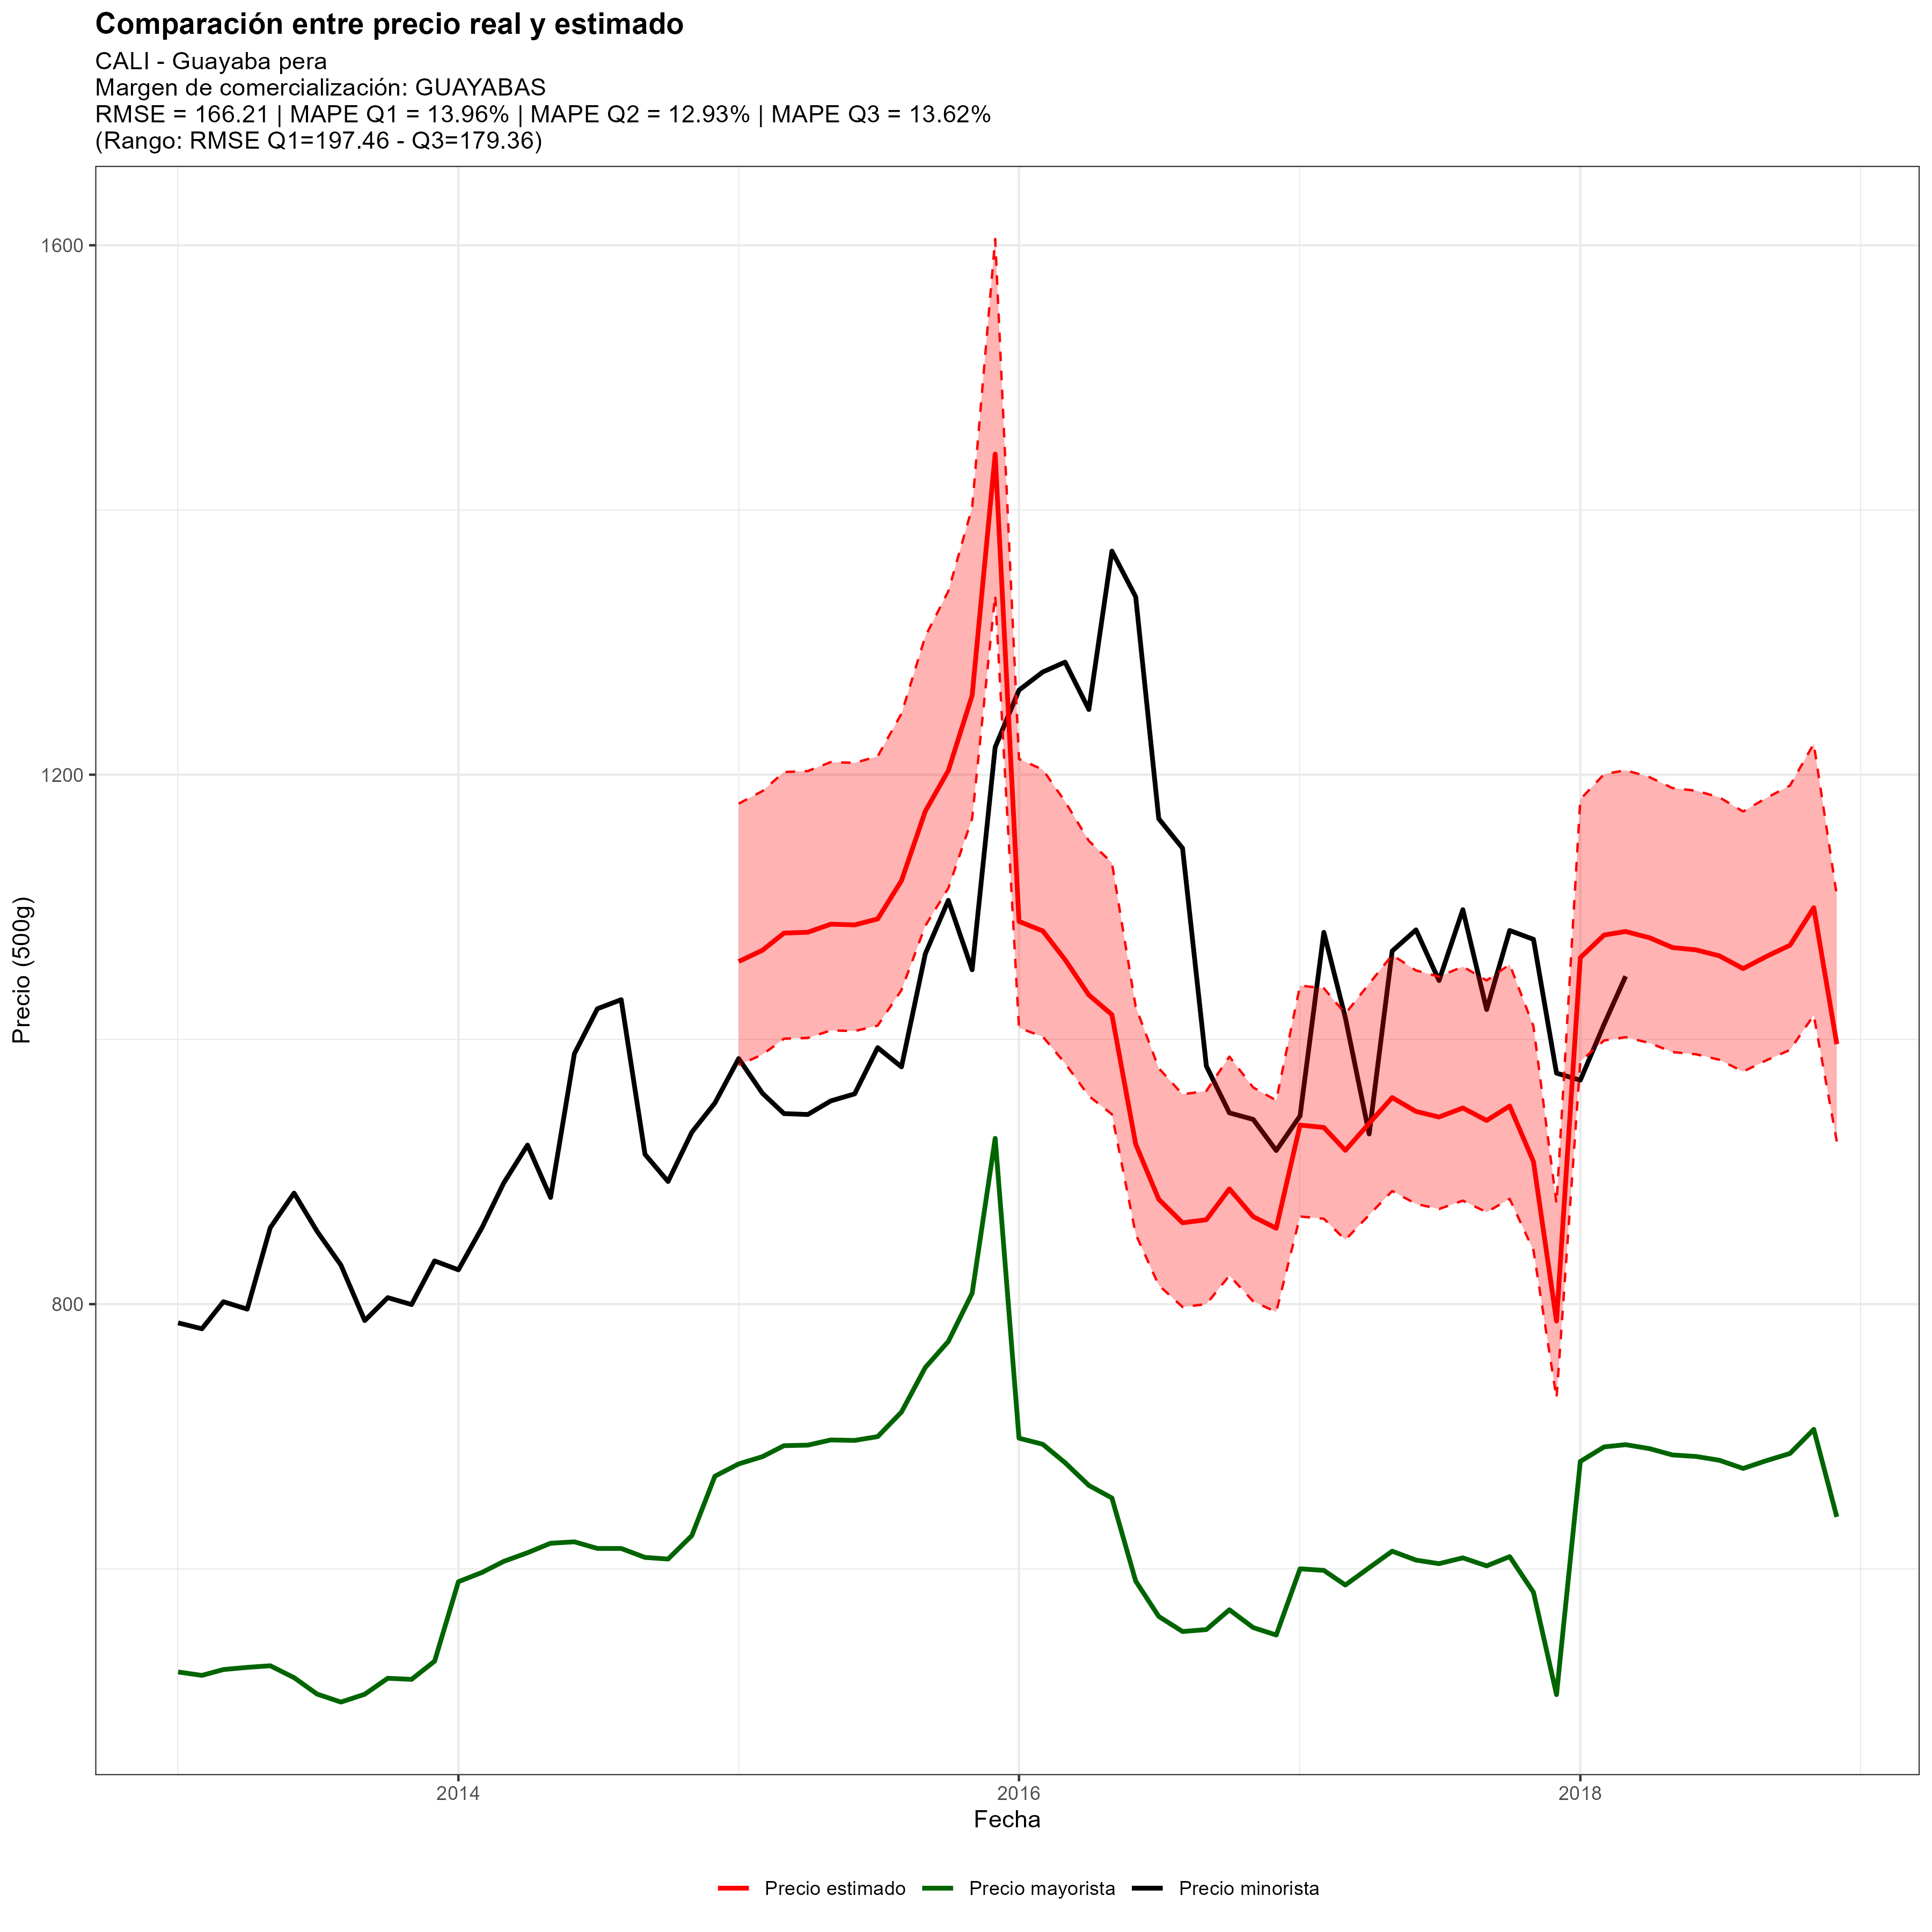 Comparación entre precio real y estimado
CALI - Guayaba pera
Margen de comercialización: GUAYABAS
RMSE = 166.21 | MAPE Q1 = 13.96% | MAPE Q2 = 12.93% | MAPE Q3 = 13.62%
(Rango: RMSE Q1=197.46 - Q3=179.36)
1600
1200
800
Precio (500g)
2014
2016
2018
Fecha
Precio estimado
Precio mayorista
Precio minorista